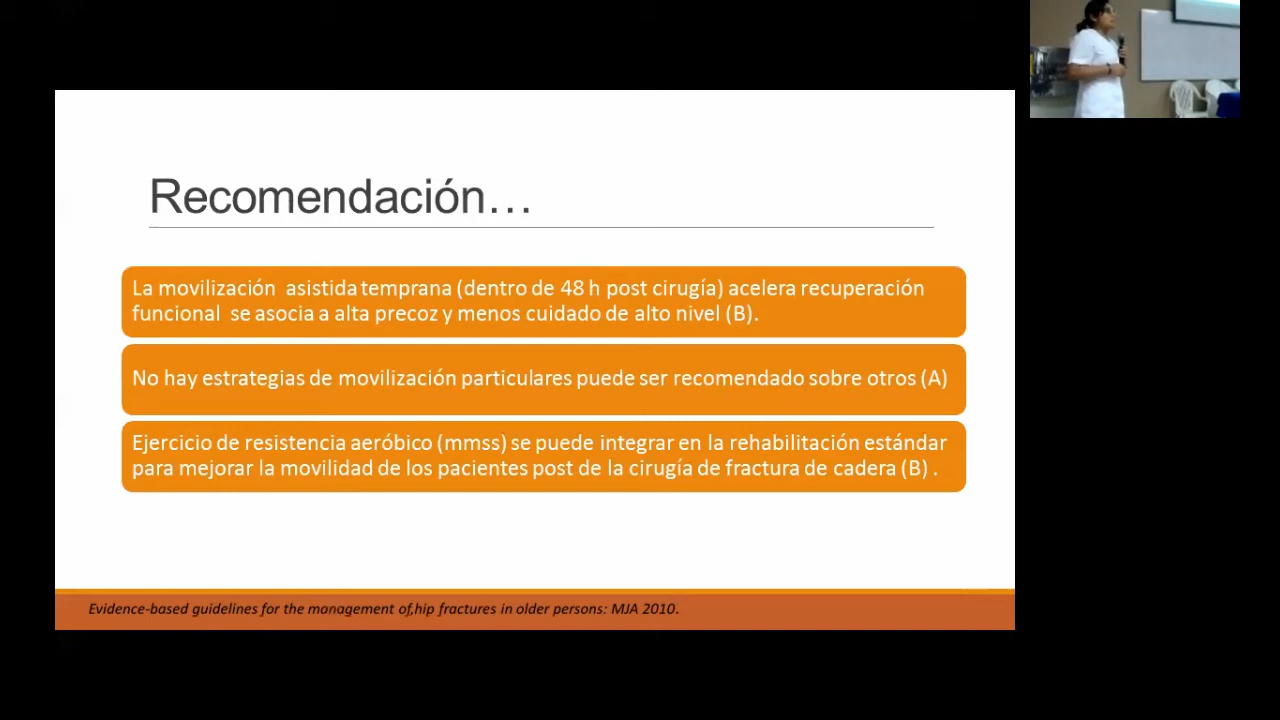 Recomendación…
La movilización asistida temprana (dentro de 48 h post cirugía) acelera recuperación
funcional se asocia a alta precoz y menos cuidado de alto nivel (B).
No hay estrategias de movilización particulares puede ser recomendado sobre otros (A)
Ejercicio de resistencia aeróbico (mmss) se puede integrar en la rehabilitación estándar
para mejorar la movilidad de los pacientes post de la cirugía de fractura de cadera (B) .
Evidence-based guidelines for the management of,hip fractures in older persons: MJA 2010.